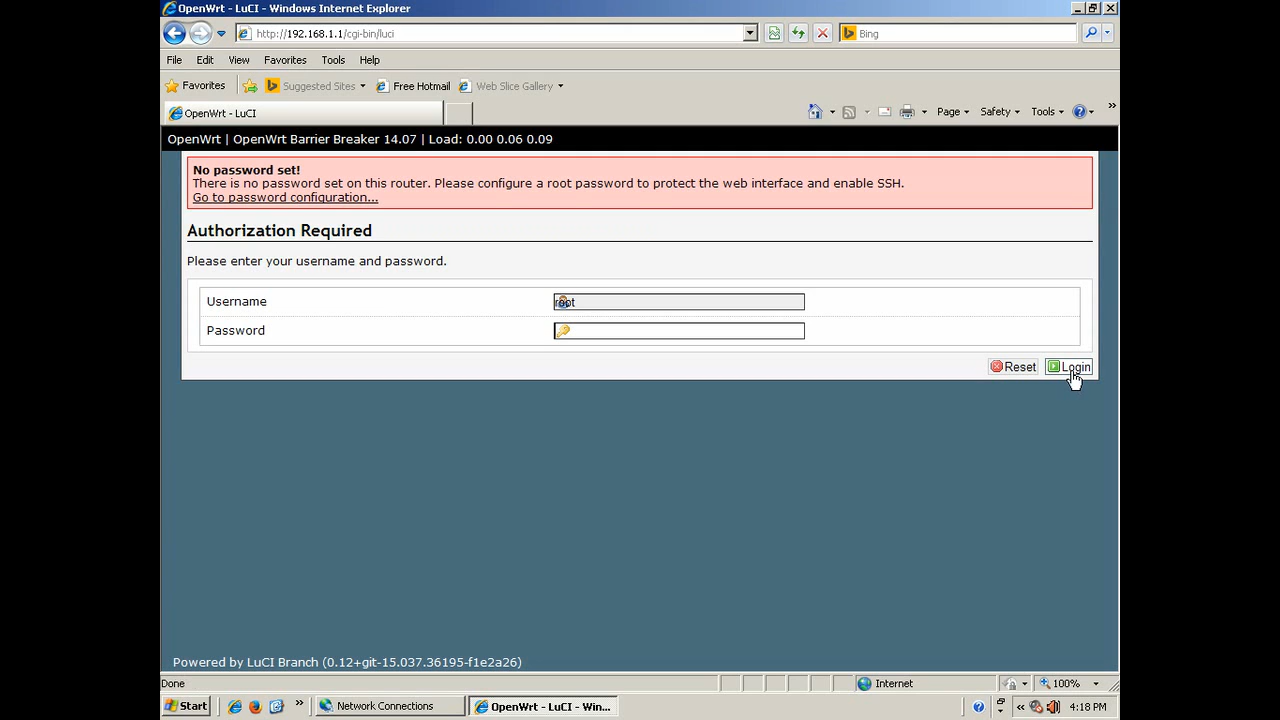 OpenWrt - LuCI - Windows Internet Explorer
http://192.168.1.1/cgi-bin/luci
Bing
File Edit View Favorites Tools Help
Favorites Suggested Sites Free Hotmail Web Slice Gallery
OpenWrt - LuCI
Page Safety Tools
OpenWrt | OpenWrt Barrier Breaker 14.07 | Load: 0.00 0.06 0.09
No password set!
There is no password set on this router. Please configure a root password to protect the web interface and enable SSH.
Go to password configuration...
Authorization Required
Please enter your username and password.
Username root
Password
Reset Login
Powered by LuCI Branch (0.12+git-15.037.36195-f1e2a26)
Done Internet 100%
Start Network Connections OpenWrt - LuCI - Win... 4:18 PM